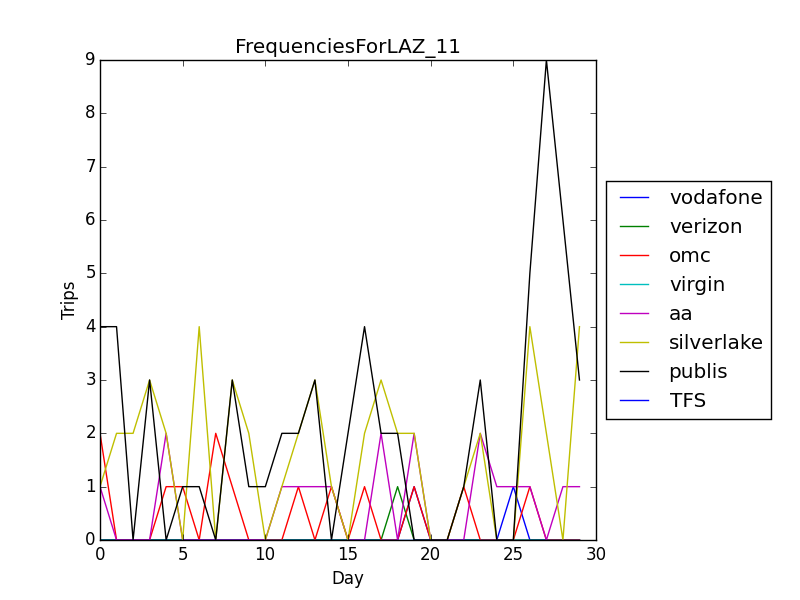 FrequenciesForLAZ_11
9
8
7
6
5
4
3
2
1
0
Trips
0 5 10 15 20 25 30
Day
vodafone
verizon
omc
virgin
aa
silverlake
publis
TFS